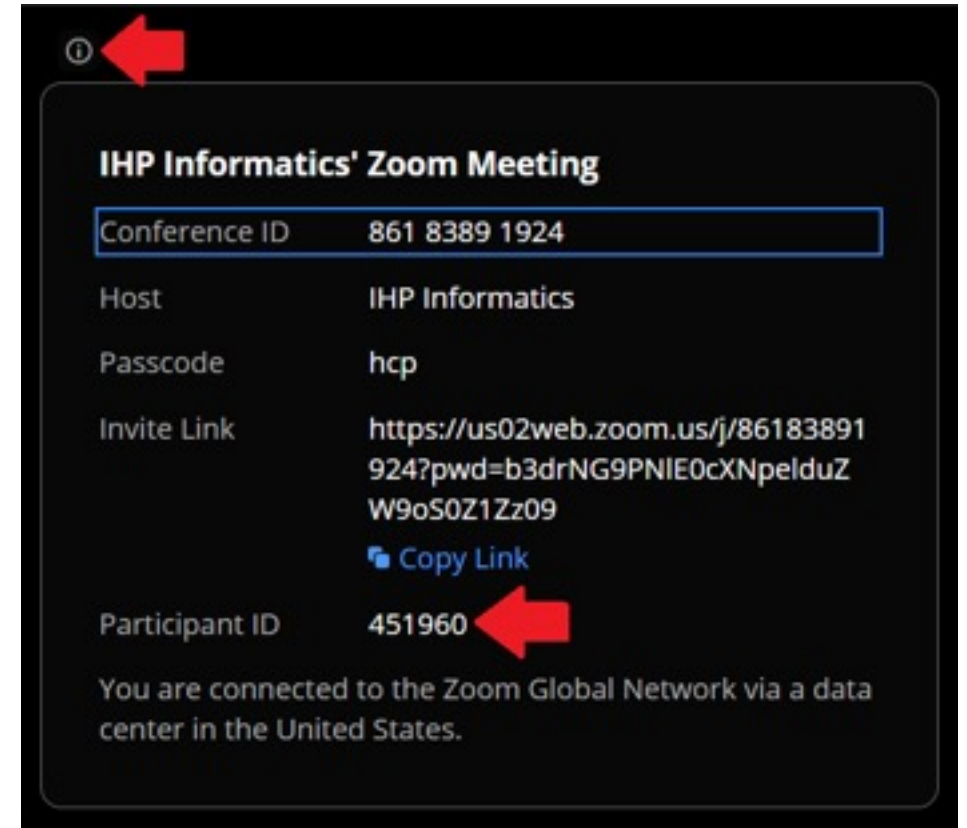 IHP Informatics' Zoom Meeting
Conference ID 861 8389 1924
Host IHP Informatics
Passcode hcp
Invite Link https://us02web.zoom.us/j/86183891
924?pwd=b3drNG9PNlE0cXNpelduZ
W9oS0Z1Zz09
Copy Link
Participant ID 451960
You are connected to the Zoom Global Network via a data
center in the United States.